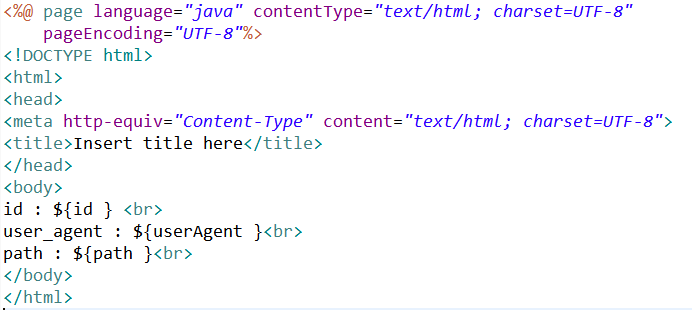 <%@ page language="java" contentType="text/html; charset=UTF-8"
    pageEncoding="UTF-8"%>
<!DOCTYPE html>
<html>
<head>
<meta http-equiv="Content-Type" content="text/html; charset=UTF-8">
<title>Insert title here</title>
</head>
<body>
id : ${id } <br>
user_agent : ${userAgent }<br>
path : ${path }<br>
</body>
</html>